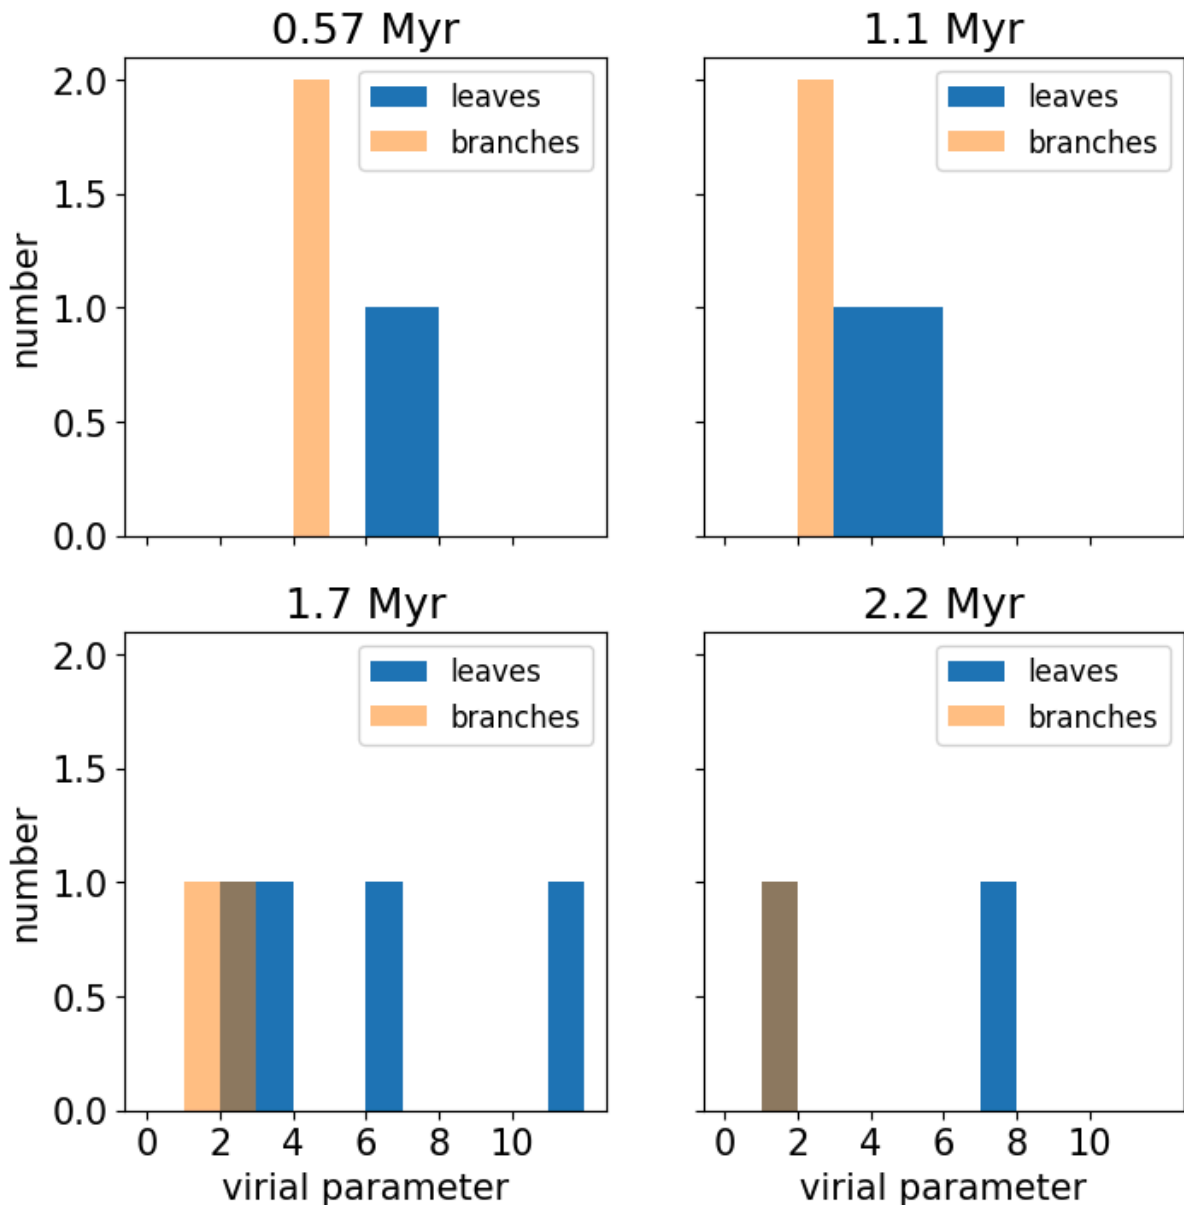 0.57 Myr
1.1 Myr
2.0
1.5
1.0
0.5
0.0
number
leaves
branches
leaves
branches
1.7 Myr
2.2 Myr
2.0
1.5
1.0
0.5
0.0
number
leaves
branches
leaves
branches
0 2 4 6 8 10
0 2 4 6 8 10
virial parameter
virial parameter